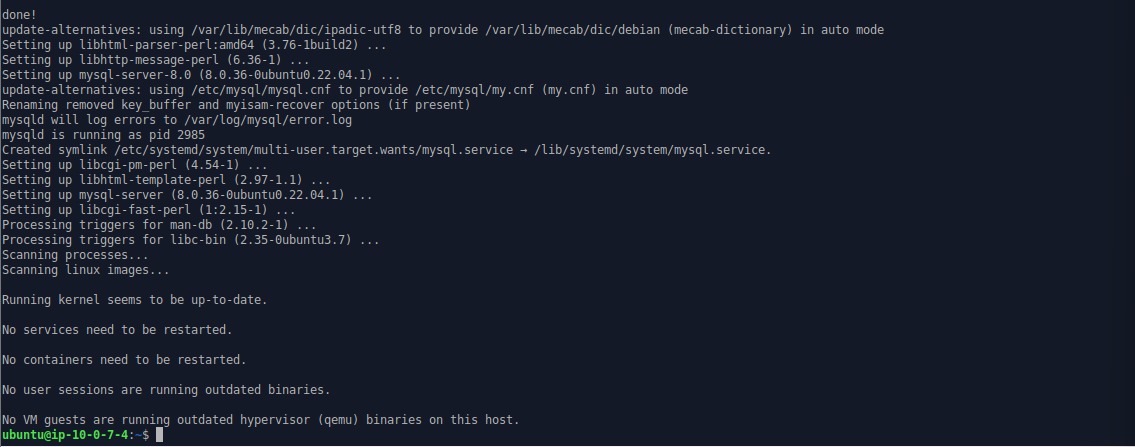 done!
update-alternatives: using /var/lib/mecab/dic/ipadic-utf8 to provide /var/lib/mecab/dic/debian (mecab-dictionary) in auto mode
Setting up libhtml-parser-perl:amd64 (3.76-1build2) ...
Setting up libhttp-message-perl (6.36-1) ...
Setting up mysql-server-8.0 (8.0.36-0ubuntu0.22.04.1) ...
update-alternatives: using /etc/mysql/mysql.cnf to provide /etc/mysql/my.cnf (my.cnf) in auto mode
Renaming removed key_buffer and myisam-recover options (if present)
mysqld will log errors to /var/log/mysql/error.log
mysqld is running as pid 2985
Created symlink /etc/systemd/system/multi-user.target.wants/mysql.service → /lib/systemd/system/mysql.service.
Setting up libcgi-pm-perl (4.54-1) ...
Setting up libhtml-template-perl (2.97-1.1) ...
Setting up mysql-server (8.0.36-0ubuntu0.22.04.1) ...
Setting up libcgi-fast-perl (1:2.15-1) ...
Processing triggers for man-db (2.10.2-1) ...
Processing triggers for libc-bin (2.35-0ubuntu3.7) ...
Scanning processes...
Scanning linux images...
Running kernel seems to be up-to-date.
No services need to be restarted.
No containers need to be restarted.
No user sessions are running outdated binaries.
No VM guests are running outdated hypervisor (qemu) binaries on this host.
ubuntu@ip-10-0-7-4:~$